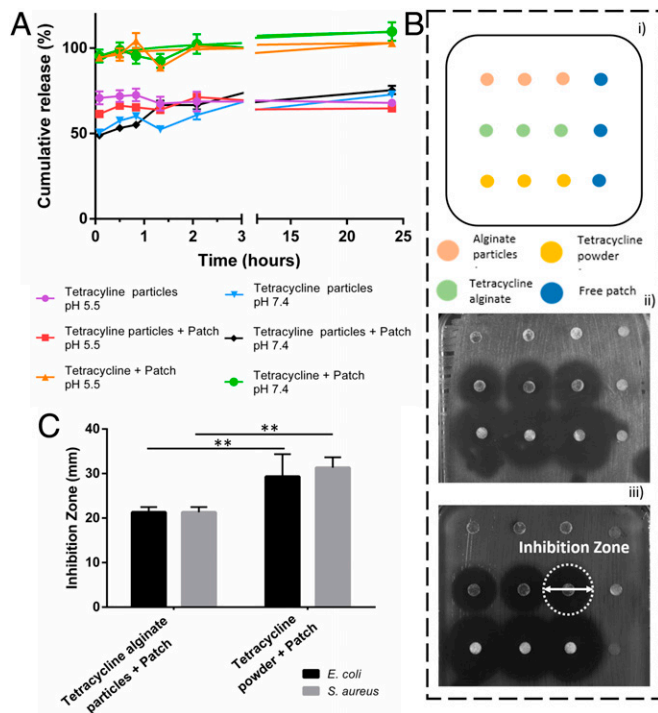 A
Cumulative release (%)
100
50
0
0
1
2
3
15
20
25
Time (hours)
Tetracycline particles
pH 5.5
Tetracyline particles
pH 7.4
Tetracyline particles + Patch
pH 5.5
Tetracyline particles + Patch
pH 7.4
Tetracyline + Patch
pH 5.5
Tetracyline + Patch
pH 7.4
B
i)
Alginate
particles
Tetracycline
powder
Tetracycline
alginate
Free patch
ii)
iii)
Inhibition Zone
C
Inhibition Zone (mm)
40
30
20
10
0
**
**
Tetracycline alginate
particles + Patch
Tetracycline
powder + Patch
E. coli
S. aureus